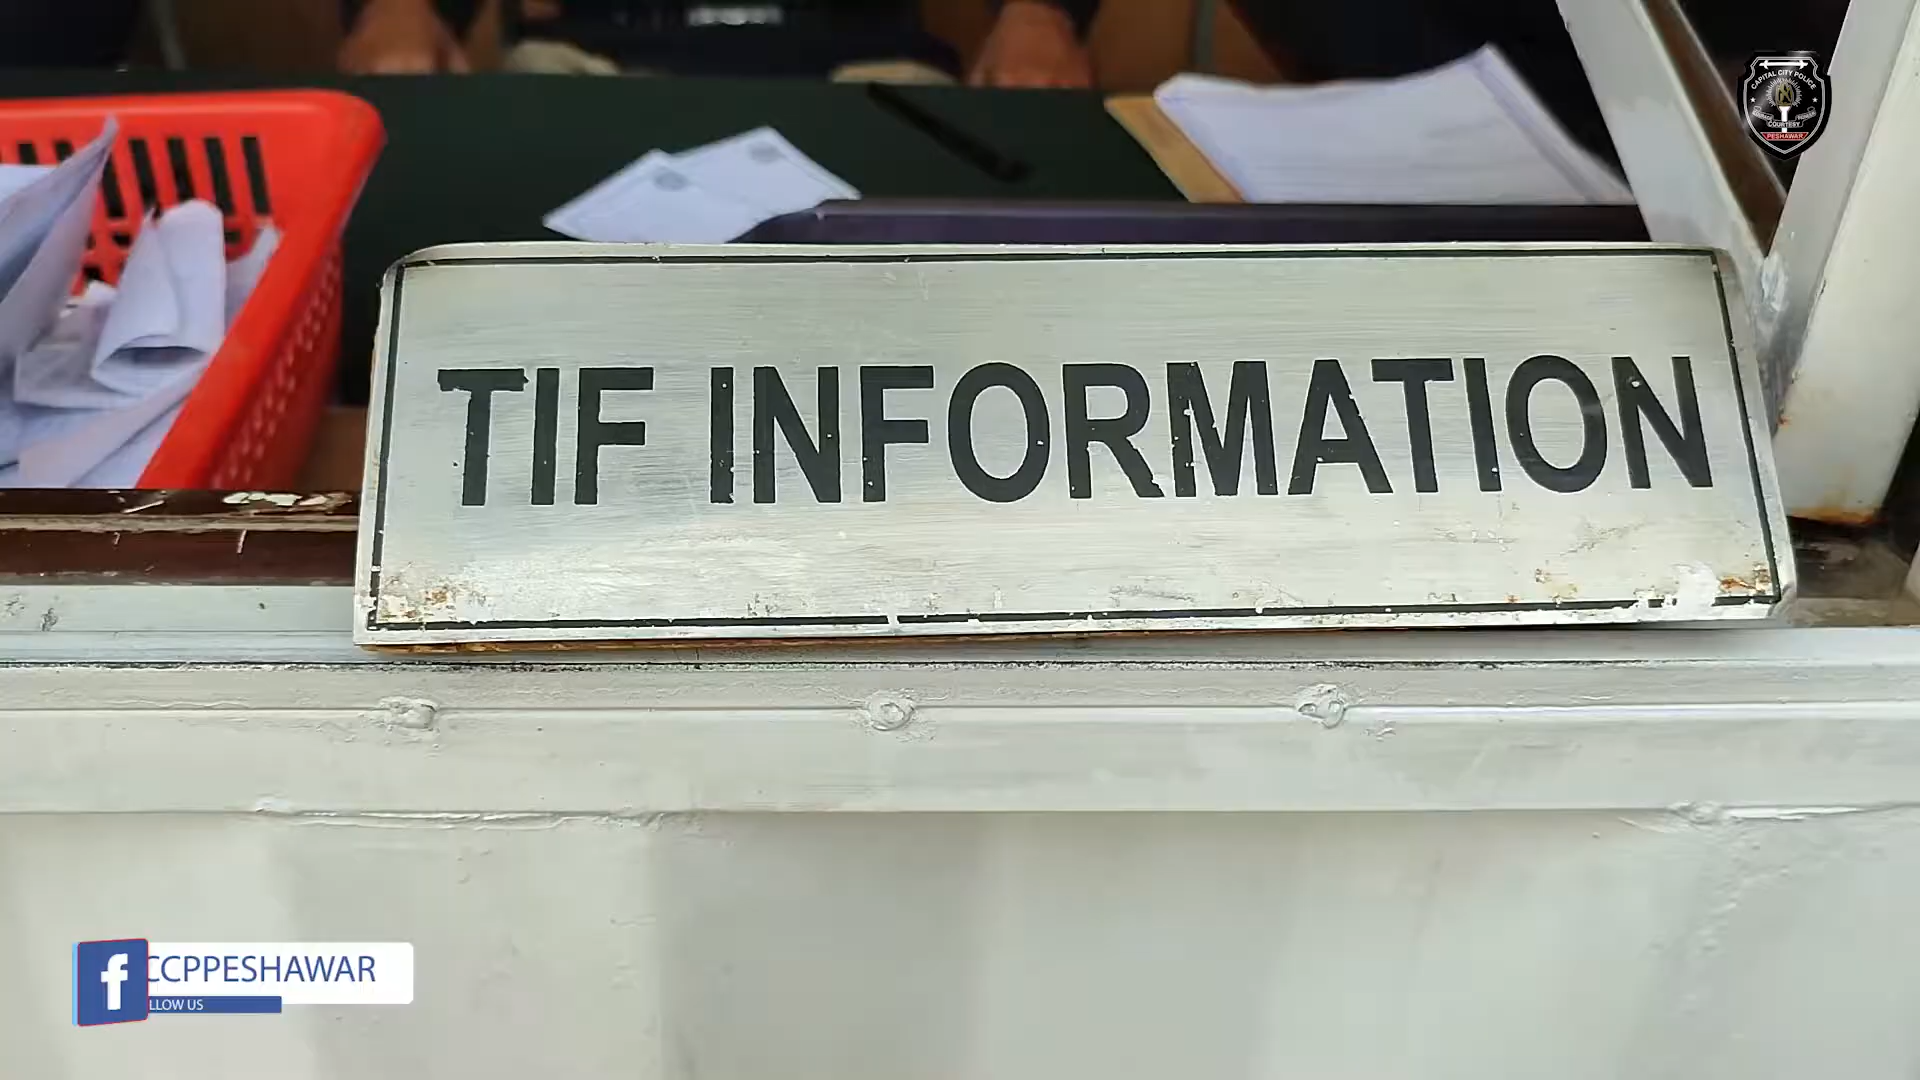 CAPITAL CITY POLICE
COURTESY
PESHAWAR
TIF INFORMATION
CCPPESHAWAR
LLOW US